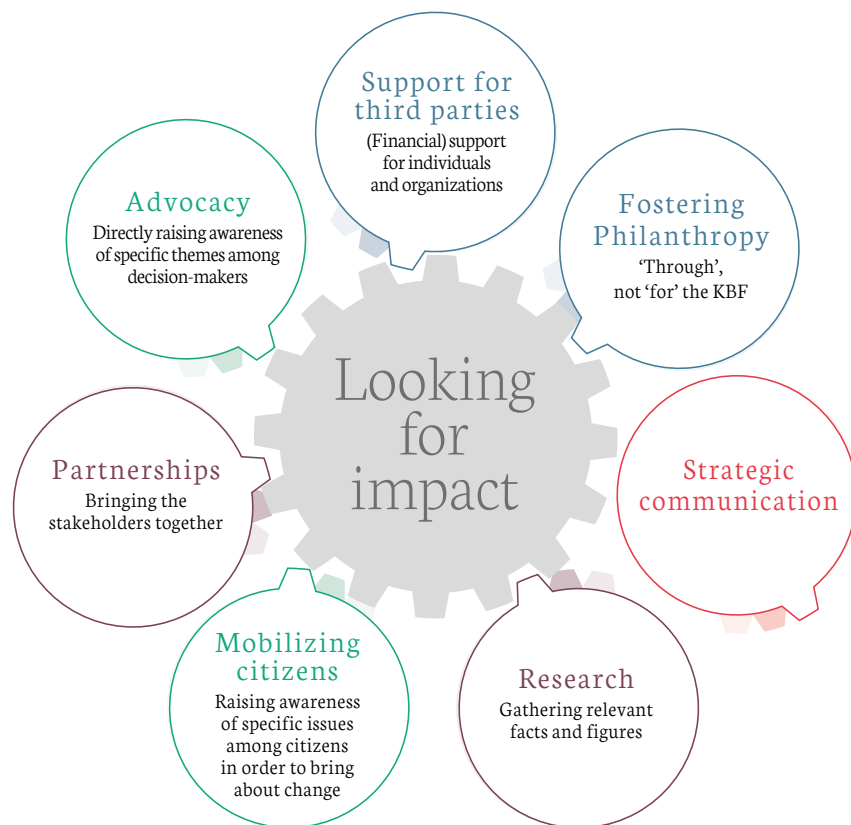 Support for
third parties
(Financial) support
for individuals
and organizations
Fostering
Philanthropy
‘Through’,
not ‘for’ the KBF
Advocacy
Directly raising awareness
of specific themes among
decision-makers
Looking
for
impact
Strategic
communication
Partnerships
Bringing the
stakeholders together
Mobilizing
citizens
Raising awareness
of specific issues
among citizens
in order to bring
about change
Research
Gathering relevant
facts and figures